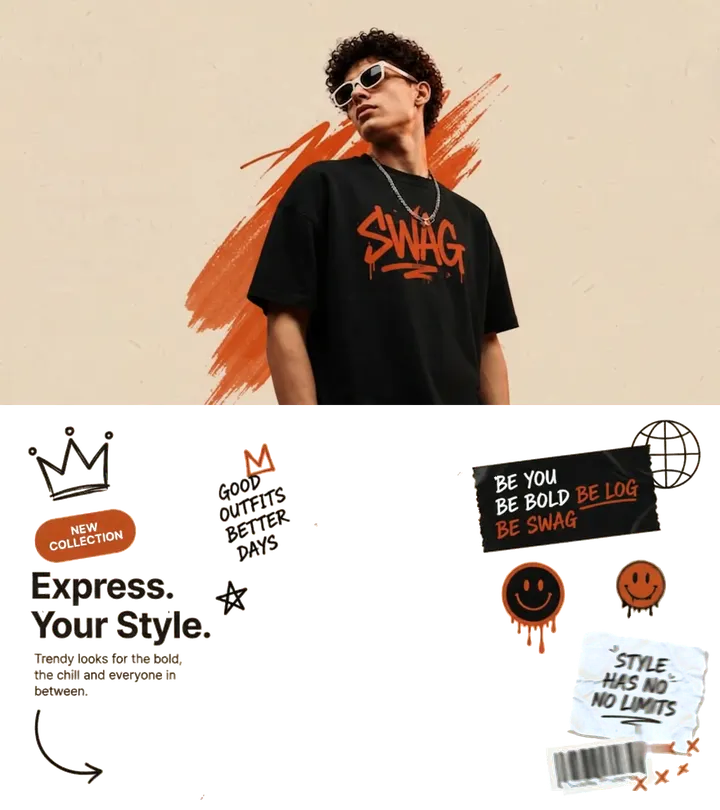 SWAG
NEW
COLLECTION
Express.
Your Style.
Trendy looks for the bold,
the chill and everyone in
between.
GOOD
OUTFITS
BETTER
DAYS
BE YOU
BE BOLD BE LOG
BE SWAG
STYLE
HAS NO
NO LIMITS